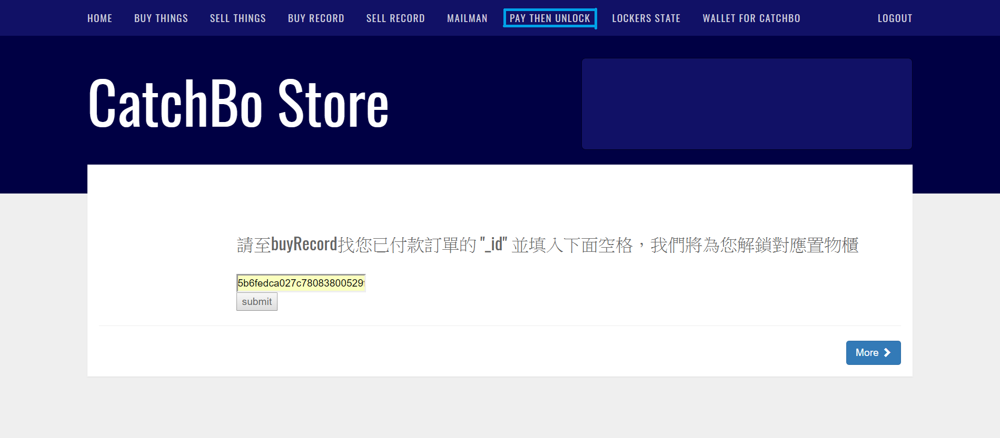 HOME BUY THINGS SELL THINGS BUY RECORD SELL RECORD MAILMAN PAY THEN UNLOCK LOCKERS STATE WALLET FOR CATCHBO LOGOUT
CatchBo Store
請至buyRecord找您已付款訂單的 "_id" 並填入下面空格，我們將為您解鎖對應置物櫃
5b6fedca027c78083800529
submit
More